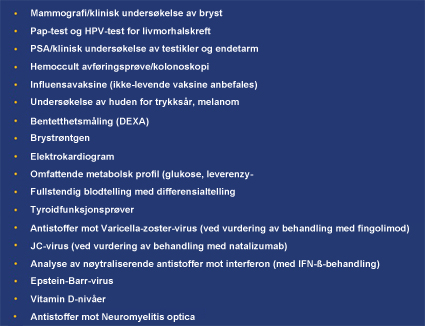 • Mammografi/klinisk undersøkelse av bryst
• Pap-test og HPV-test for livmorhalskreft
• PSA/klinisk undersøkelse av testikler og endetarm
• Hemoccult avføringsprøve/kolonoskopi
• Influensavaksine (ikke-levende vaksine anbefales)
• Undersøkelse av huden for trykksår, melanom
• Bentetthetsmåling (DEXA)
• Brystrøntgen
• Elektrokardiogram
• Omfattende metabolsk profil (glukose, leverenzy-
• Fullstendig blodtelling med differensialtelling
• Tyroidfunksjonsprøver
• Antistoffer mot Varicella-zoster-virus (ved vurdering av behandling med fingolimod)
• JC-virus (ved vurdering av behandling med natalizumab)
• Analyse av nøytraliserende antistoffer mot interferon (med IFN-ß-behandling)
• Epstein-Barr-virus
• Vitamin D-nivåer
• Antistoffer mot Neuromyelitis optica